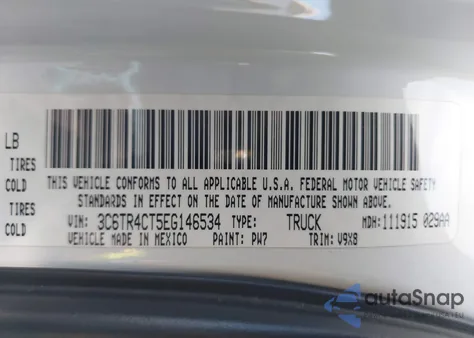 LB
TIRES
COLD
TIRES
COLD
THIS VEHICLE CONFORMS TO ALL APPLICABLE U.S.A. FEDERAL MOTOR VEHICLE SAFETY
STANDARDS IN EFFECT ON THE DATE OF MANUFACTURE SHOWN ABOVE.
VIN: 3C6TR4CT5EG146534 TYPE: TRUCK MDH: 111915 029AA
VEHICLE MADE IN MEXICO PAINT: PW7 TRIM: V9X8
autoSnap